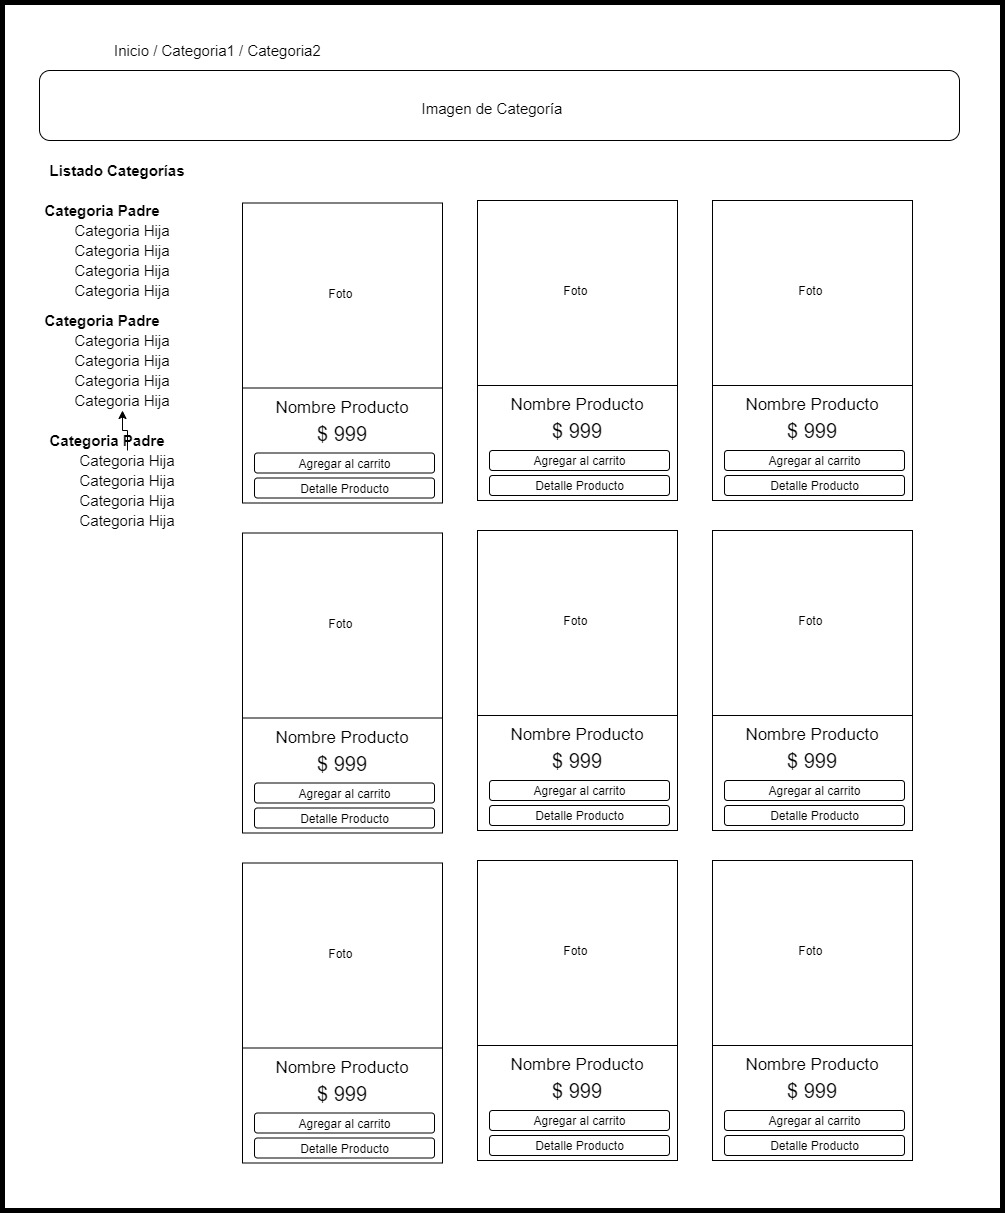 Inicio / Categoria1 / Categoria2
Imagen de Categoría
Listado Categorías
Categoria Padre
Categoria Hija
Categoria Hija
Categoria Hija
Categoria Hija
Categoria Padre
Categoria Hija
Categoria Hija
Categoria Hija
Categoria Hija
Categoria Padre
Categoria Hija
Categoria Hija
Categoria Hija
Categoria Hija
Foto
Nombre Producto
$ 999
Agregar al carrito
Detalle Producto
Foto
Nombre Producto
$ 999
Agregar al carrito
Detalle Producto
Foto
Nombre Producto
$ 999
Agregar al carrito
Detalle Producto
Foto
Nombre Producto
$ 999
Agregar al carrito
Detalle Producto
Foto
Nombre Producto
$ 999
Agregar al carrito
Detalle Producto
Foto
Nombre Producto
$ 999
Agregar al carrito
Detalle Producto
Foto
Nombre Producto
$ 999
Agregar al carrito
Detalle Producto
Foto
Nombre Producto
$ 999
Agregar al carrito
Detalle Producto
Foto
Nombre Producto
$ 999
Agregar al carrito
Detalle Producto